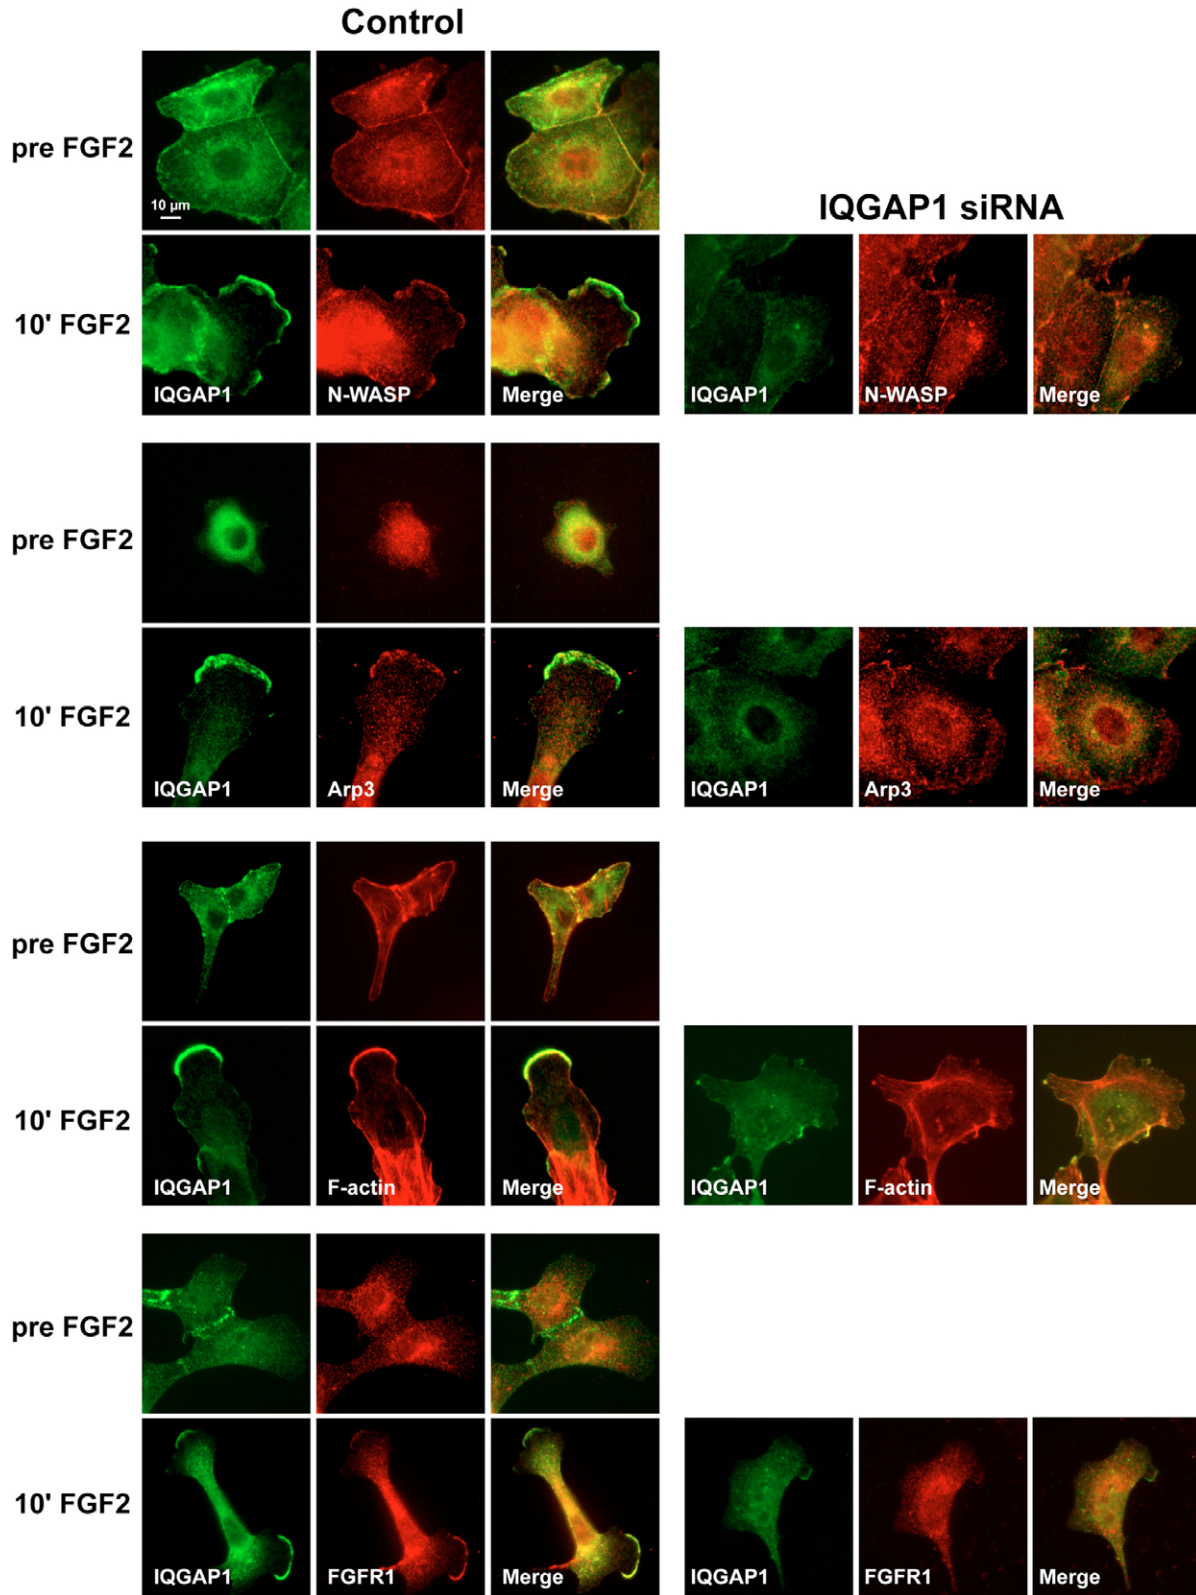 Control
pre FGF2
10 µm
IQGAP1 siRNA
10' FGF2
IQGAP1 N-WASP Merge IQGAP1 N-WASP Merge
pre FGF2
10' FGF2
IQGAP1 Arp3 Merge IQGAP1 Arp3 Merge
pre FGF2
10' FGF2
IQGAP1 F-actin Merge IQGAP1 F-actin Merge
pre FGF2
10' FGF2
IQGAP1 FGFR1 Merge IQGAP1 FGFR1 Merge